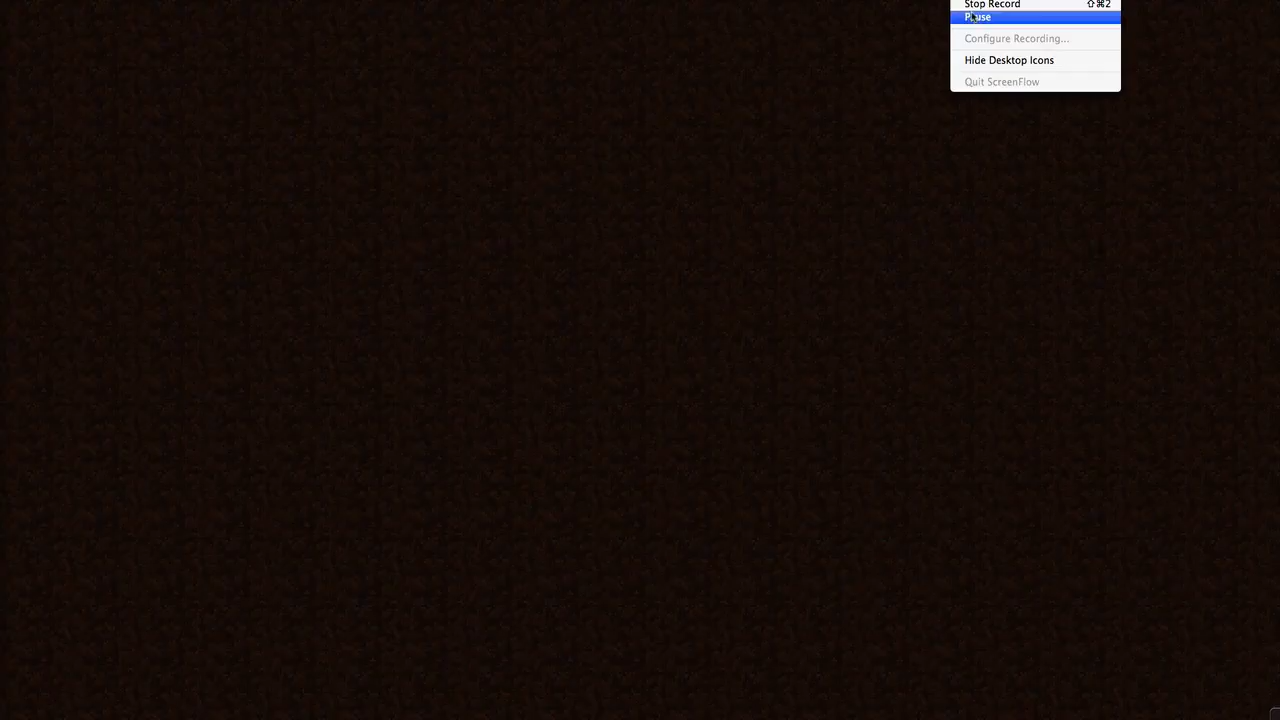 Stop Record ⇧⌘2
Pause
Configure Recording...
Hide Desktop Icons
Quit ScreenFlow